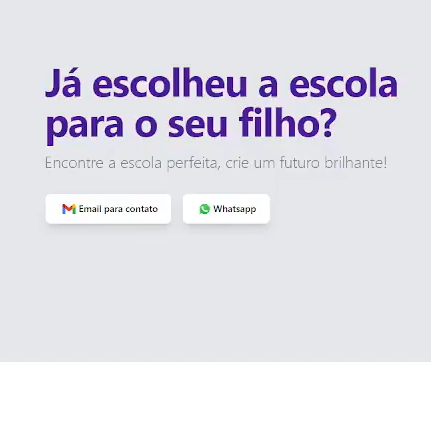 Já escolheu a escola
para o seu filho?
Encontre a escola perfeita, crie um futuro brilhante!
Email para contato
Whatsapp